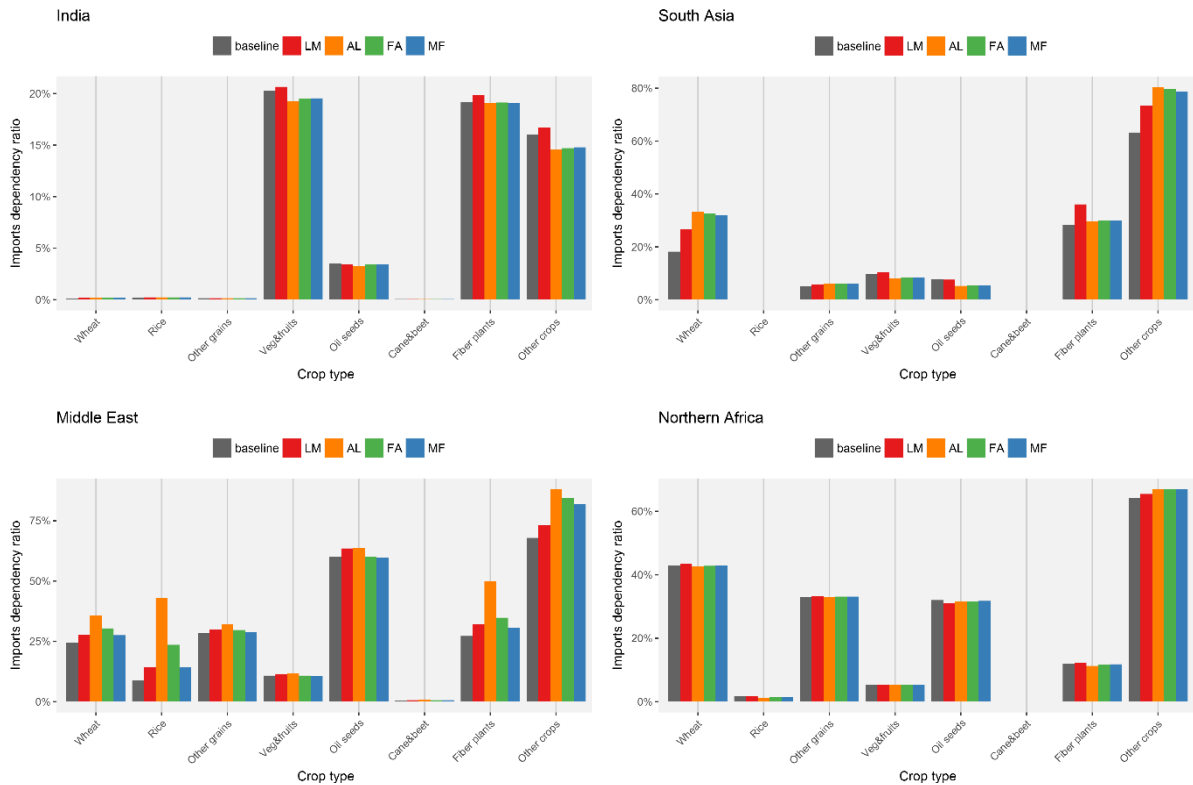 India
baseline LM AL FA MF
Imports dependency ratio
20%
15%
10%
5%
0%
Wheat
Rice
Other grains
Veg&fruits
Oil seeds
Cane&beet
Fiber plants
Other crops
Crop type
South Asia
baseline LM AL FA MF
Imports dependency ratio
80%
60%
40%
20%
0%
Wheat
Rice
Other grains
Veg&fruits
Oil seeds
Cane&beet
Fiber plants
Other crops
Crop type
Middle East
baseline LM AL FA MF
Imports dependency ratio
75%
50%
25%
0%
Wheat
Rice
Other grains
Veg&fruits
Oil seeds
Cane&beet
Fiber plants
Other crops
Crop type
Northern Africa
baseline LM AL FA MF
Imports dependency ratio
60%
40%
20%
0%
Wheat
Rice
Other grains
Veg&fruits
Oil seeds
Cane&beet
Fiber plants
Other crops
Crop type